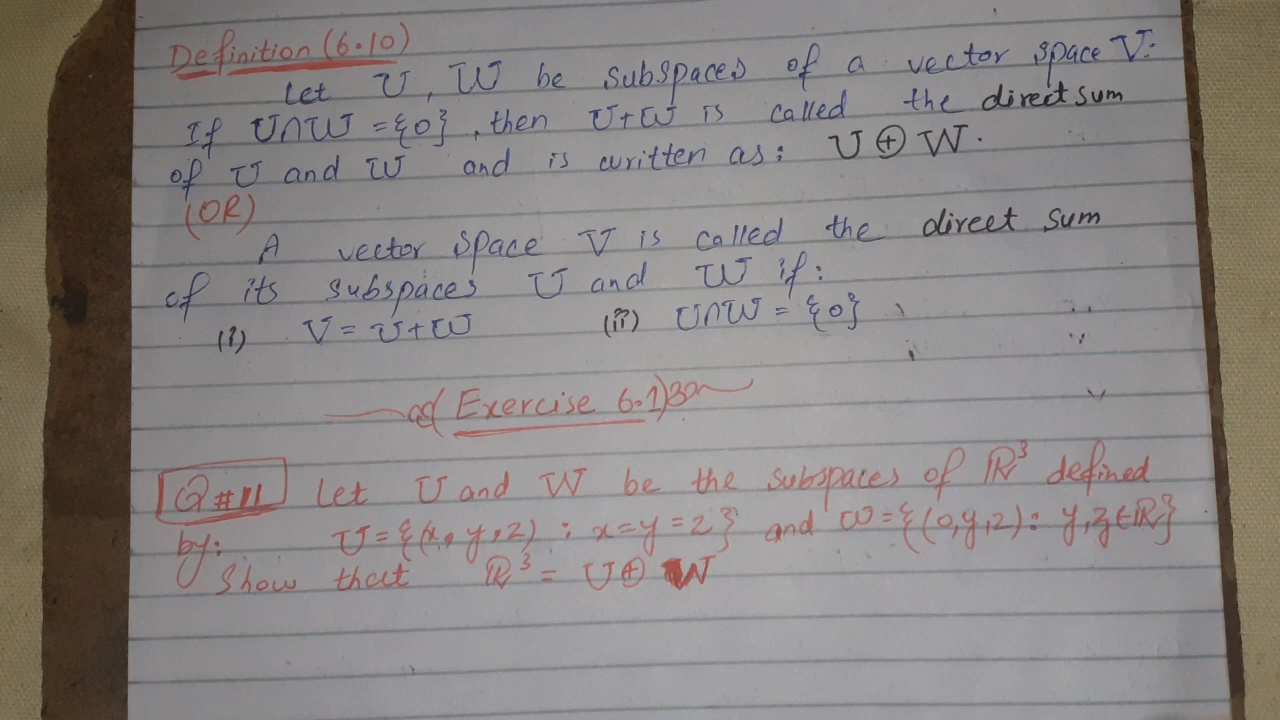 Definition (6.10)
Let U, W be subspaces of a vector space V.
If U∩W = {0}, then U+W is called the direct sum
of U and W and is written as: U ⊕ W.
(OR)
A vector space V is called the direct sum
of its subspaces U and W if:
(i) V = U+W (ii) U∩W = {0}
Exercise 6.1)
Q#11 Let U and W be the subspaces of ℝ³ defined
by: U = {(x, y, z) : x=y=z} and W = {(0,y,z): y,z∈ℝ}
Show that ℝ³ = U ⊕ W